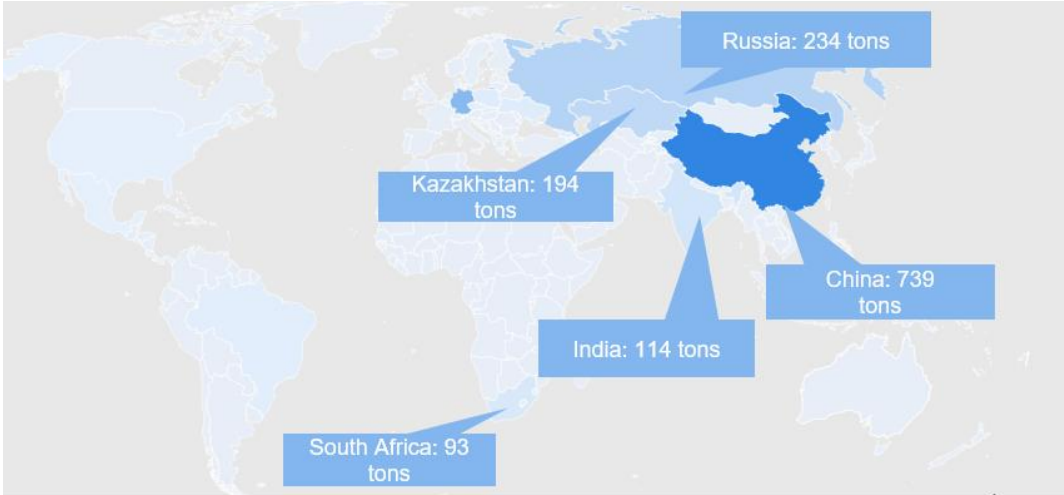 Russia: 234 tons
Kazakhstan: 194
tons
China: 739
tons
India: 114 tons
South Africa: 93
tons